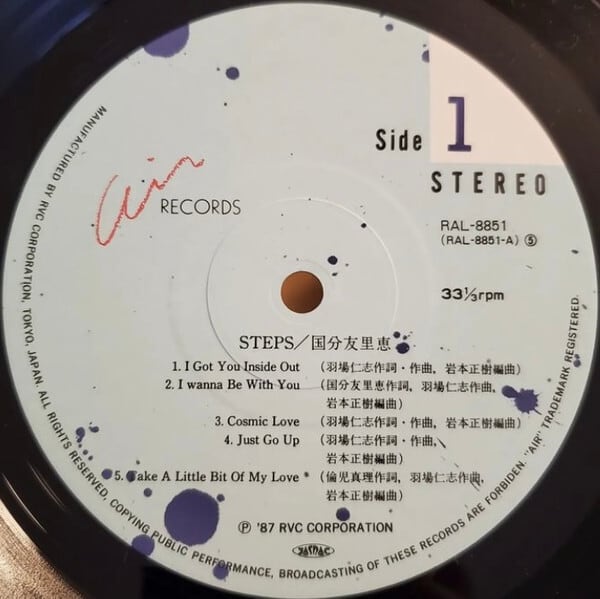 Side 1
STEREO
Air RECORDS
RAL-8851
(RAL-8851-A) ⑤
33⅓rpm
STEPS／国分友里恵
1. I Got You Inside Out (羽場仁志作詞・作曲, 岩本正樹編曲)
2. I wanna Be With You (国分友里恵作詞, 羽場仁志作曲,
岩本正樹編曲)
3. Cosmic Love (羽場仁志作詞・作曲, 岩本正樹編曲)
4. Just Go Up (羽場仁志作詞・作曲,
岩本正樹編曲)
5. Take A Little Bit Of My Love * (倫児真理作詞, 羽場仁志作曲,
岩本正樹編曲)
Ⓟ '87 RVC CORPORATION
JASRAC
MANUFACTURED BY RVC CORPORATION, TOKYO, JAPAN. ALL RIGHTS RESERVED, COPYING PUBLIC PERFORMANCE, BROADCASTING OF THESE RECORDS ARE FORBIDDEN. "AIR" TRADEMARK REGISTERED.